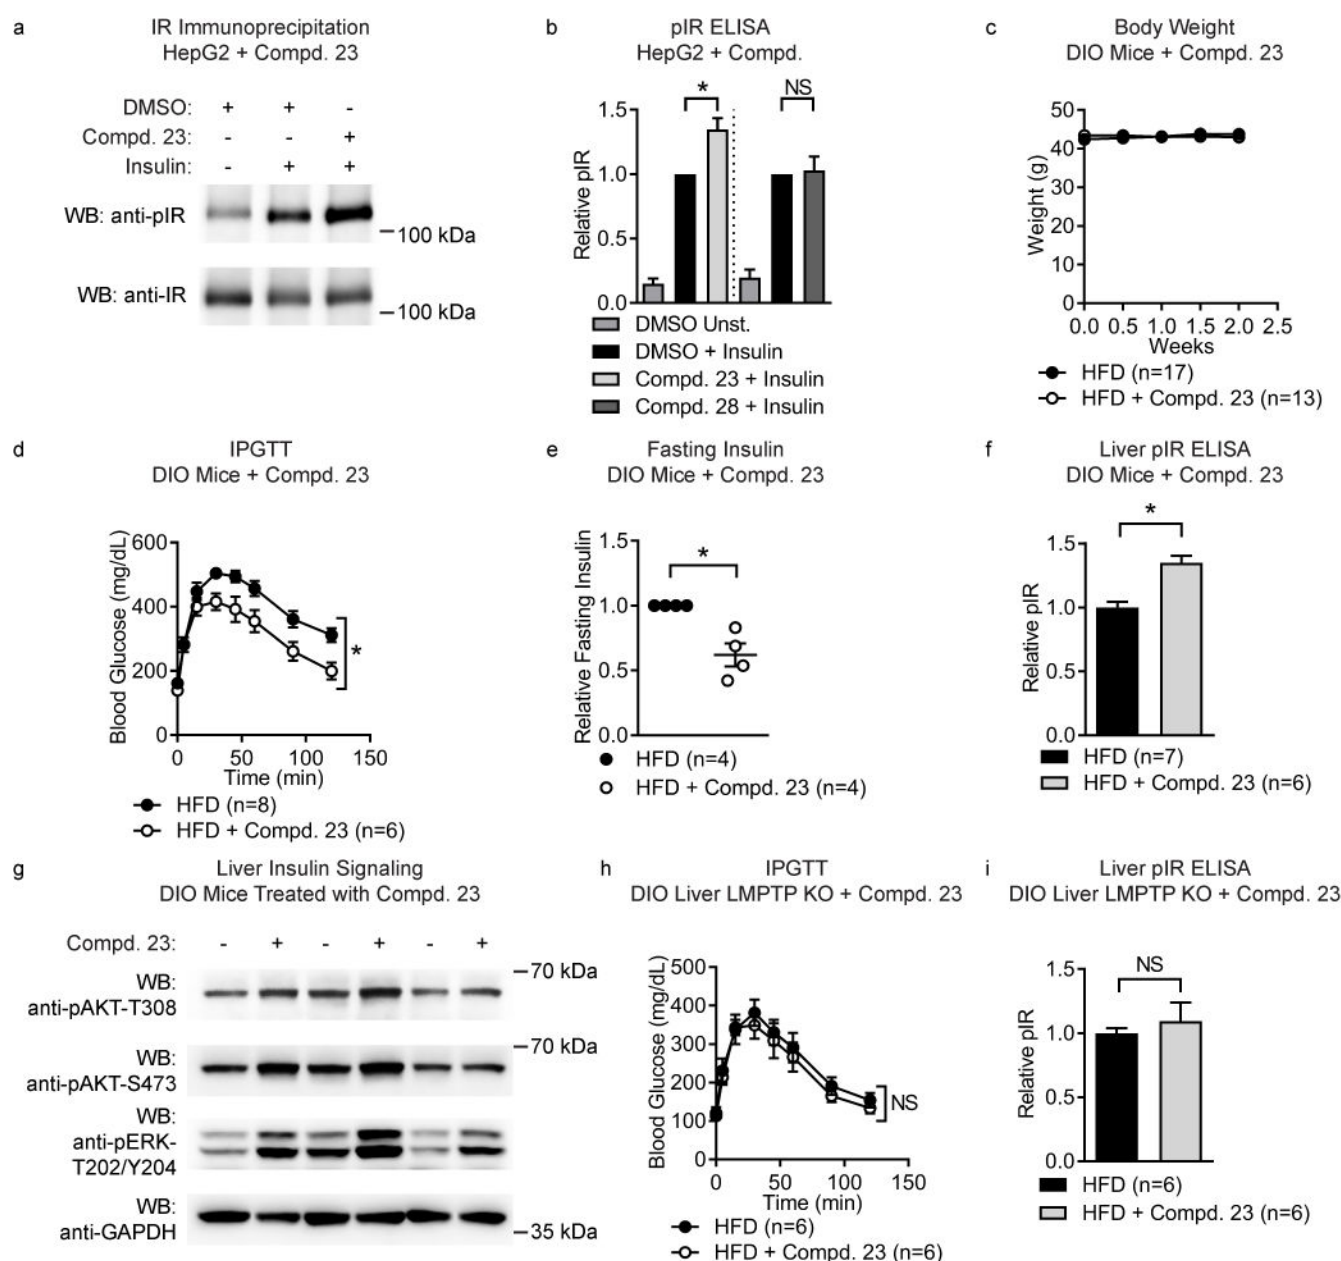 a
IR Immunoprecipitation
HepG2 + Compd. 23
DMSO: + + -
Compd. 23: - - +
Insulin: - + +
WB: anti-pIR
100 kDa
WB: anti-IR
100 kDa
b
pIR ELISA
HepG2 + Compd.
Relative pIR
1.5
1.0
0.5
0.0
*
NS
DMSO Unst.
DMSO + Insulin
Compd. 23 + Insulin
Compd. 28 + Insulin
c
Body Weight
DIO Mice + Compd. 23
Weight (g)
50
40
30
20
10
0
0.0 0.5 1.0 1.5 2.0 2.5
Weeks
HFD (n=17)
HFD + Compd. 23 (n=13)
d
IPGTT
DIO Mice + Compd. 23
Blood Glucose (mg/dL)
600
400
200
0
*
0 50 100 150
Time (min)
HFD (n=8)
HFD + Compd. 23 (n=6)
e
Fasting Insulin
DIO Mice + Compd. 23
Relative Fasting Insulin
1.5
1.0
0.5
0.0
*
HFD (n=4)
HFD + Compd. 23 (n=4)
f
Liver pIR ELISA
DIO Mice + Compd. 23
Relative pIR
1.5
1.0
0.5
0.0
*
HFD (n=7)
HFD + Compd. 23 (n=6)
g
Liver Insulin Signaling
DIO Mice Treated with Compd. 23
Compd. 23: - + - + - +
WB:
anti-pAKT-T308
70 kDa
WB:
anti-pAKT-S473
70 kDa
WB:
anti-pERK-
T202/Y204
WB:
anti-GAPDH
35 kDa
h
IPGTT
DIO Liver LMPTP KO + Compd. 23
Blood Glucose (mg/dL)
500
400
300
200
100
0
NS
0 50 100 150
Time (min)
HFD (n=6)
HFD + Compd. 23 (n=6)
i
Liver pIR ELISA
DIO Liver LMPTP KO + Compd. 23
Relative pIR
1.5
1.0
0.5
0.0
NS
HFD (n=6)
HFD + Compd. 23 (n=6)